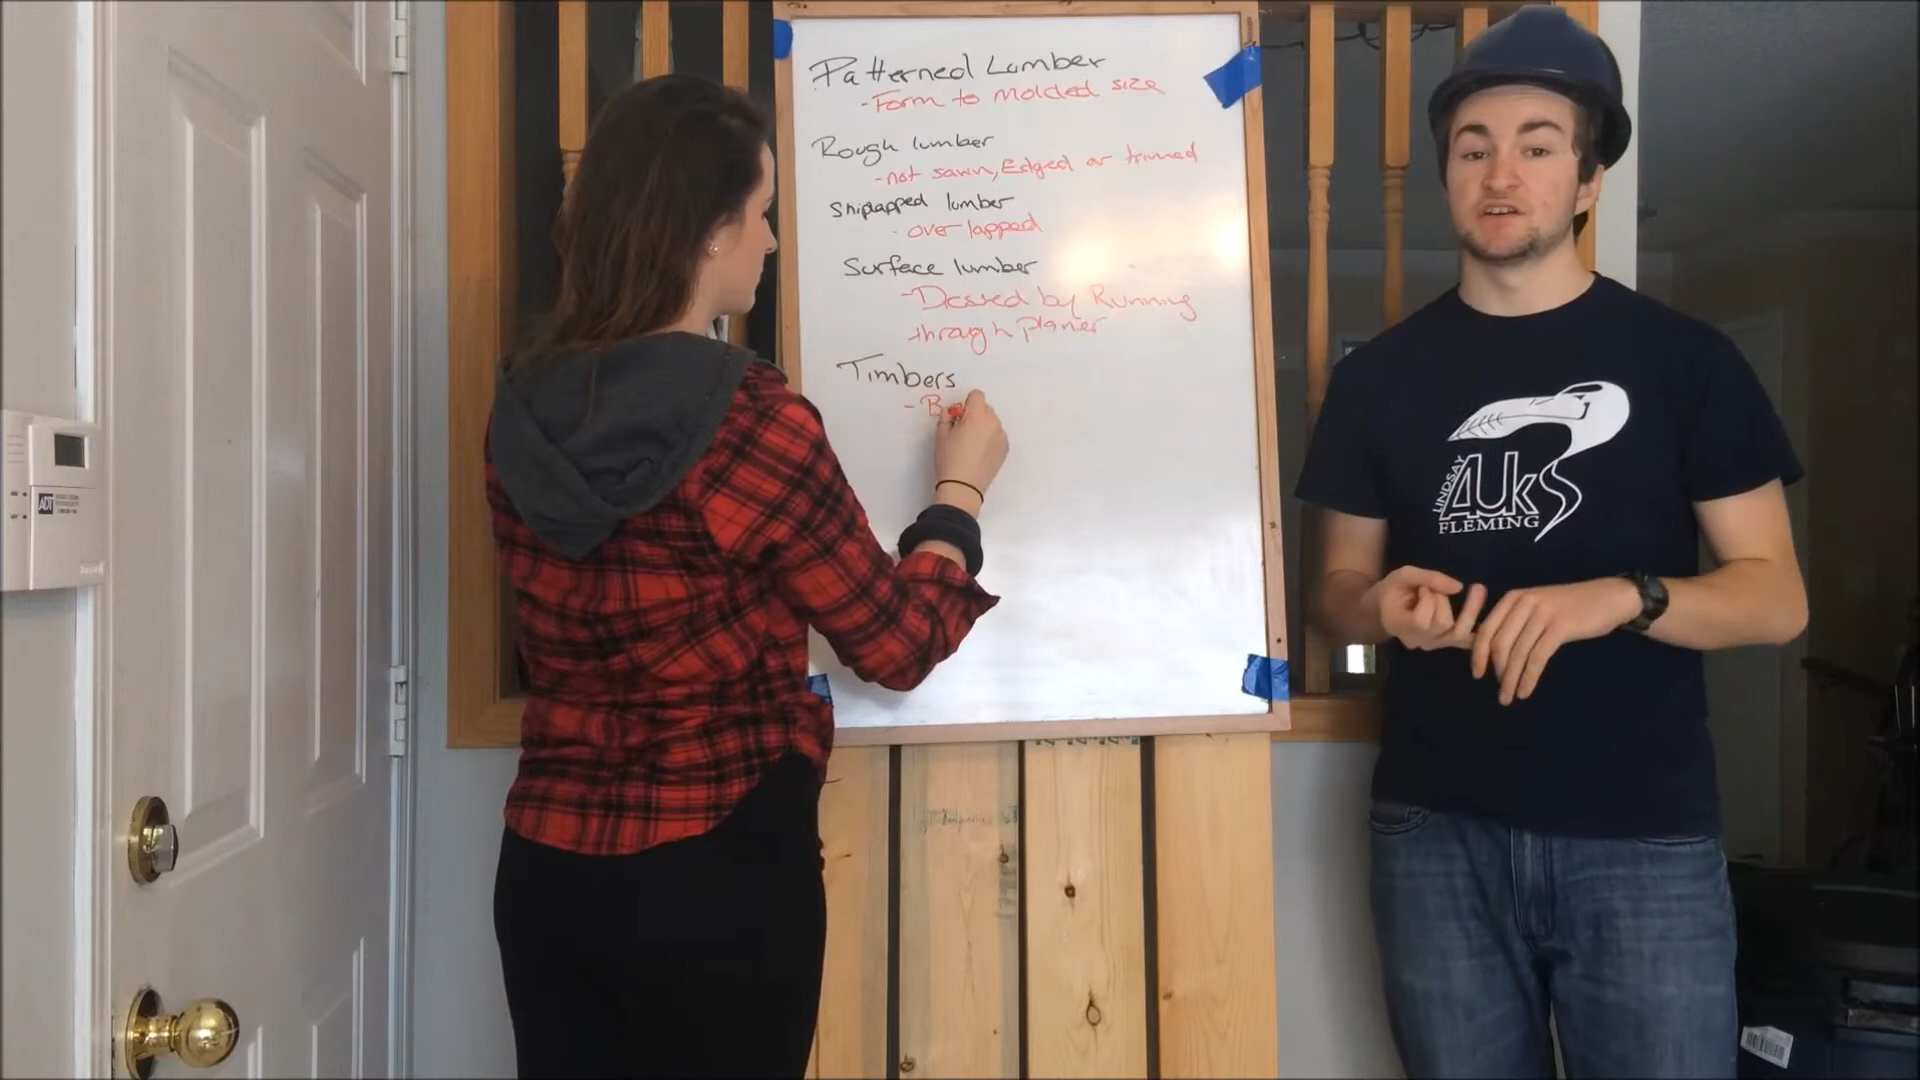 Patterned Lumber
- Form to Molded size
Rough lumber
- not sawn, Edged or trimmed
Shiplapped lumber
- over lapped
Surface lumber
- Dressed by Running
through planer
Timbers
LINDSAY
AUKS
FLEMING
ADT